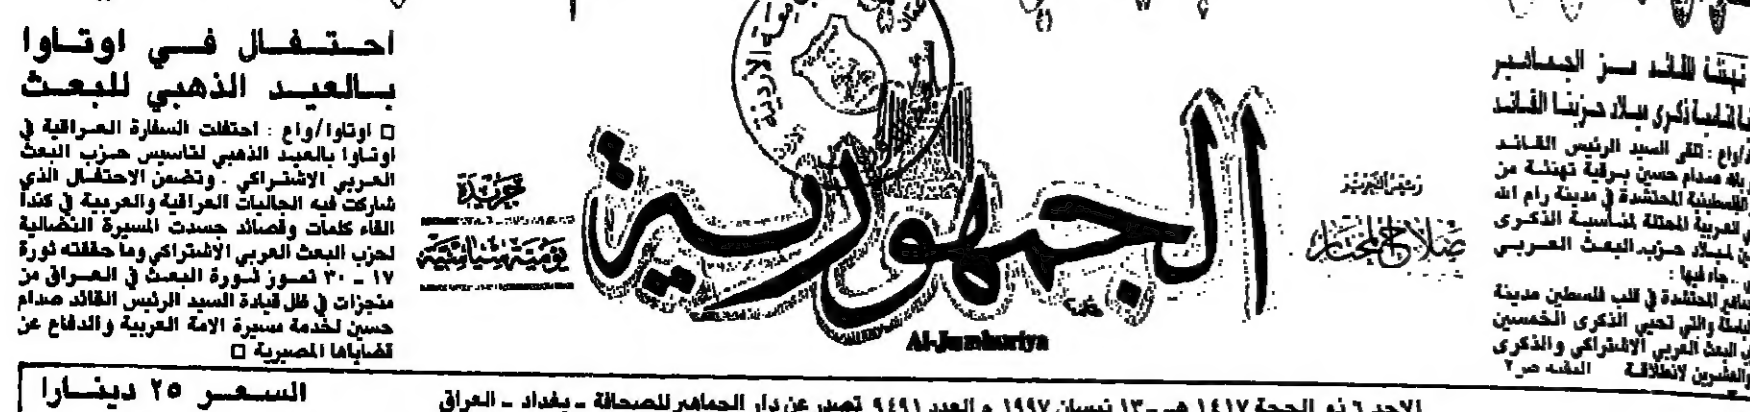 تهنئة للقائد من الجماهير
ذكرى ميلاد حزبنا القائد
/واع : تلقى السيد الرئيس القائد
صدام حسين برقية تهنئة من
الفلسطينية المحتشدة في مدينة رام الله
العربية المحتلة لمناسبة الذكرى
لميلاد حزب البعث العربي
.. جاء فيها :
المحتشدة في قلب فلسطين مدينة
والتي تحيي الذكرى الخمسين
البعث العربي الاشتراكي والذكرى
والعشرين لانطلاقة البقية ص٢
رئيس التحرير
صلاح المختار
الجمهورية
Al-Jumhuriya
جريدة
يومية سياسية
الجامعة الاردنية
عمان
احتفال في اوتاوا
بالعيد الذهبي للبعث
□ اوتاوا/واع : احتفلت السفارة العراقية في
اوتاوا بالعيد الذهبي لتاسيس حزب البعث
العربي الاشتراكي . وتضمن الاحتفال الذي
شاركت فيه الجاليات العراقية والعربية في كندا
القاء كلمات وقصائد جسدت المسيرة النضالية
لحزب البعث العربي الاشتراكي وما حققته ثورة
١٧ - ٣٠ تموز ثورة البعث في العراق من
منجزات في ظل قيادة السيد الرئيس القائد صدام
حسين لخدمة مسيرة الامة العربية والدفاع عن
قضاياها المصيرية □
الاحد ٦ ذو الحجة ١٤١٧ هـ - ١٣ نيسان ١٩٩٧ م العدد ٩٤٩١ تصدر عن دار الجماهير للصحافة - بغداد - العراق
السعر ٢٥ دينارا